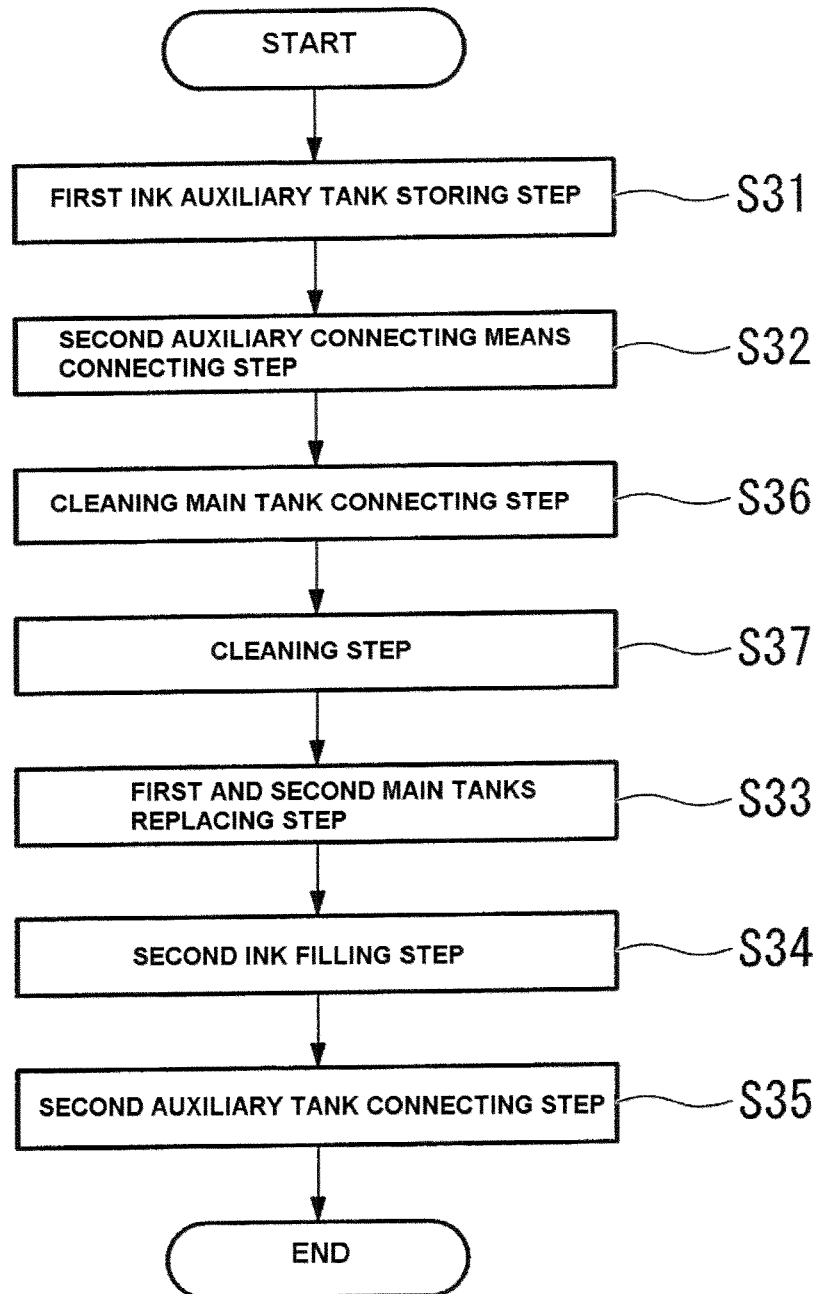 START
FIRST INK AUXILIARY TANK STORING STEP
S31
SECOND AUXILIARY CONNECTING MEANS
CONNECTING STEP
S32
CLEANING MAIN TANK CONNECTING STEP
S36
CLEANING STEP
S37
FIRST AND SECOND MAIN TANKS
REPLACING STEP
S33
SECOND INK FILLING STEP
S34
SECOND AUXILIARY TANK CONNECTING STEP
S35
END